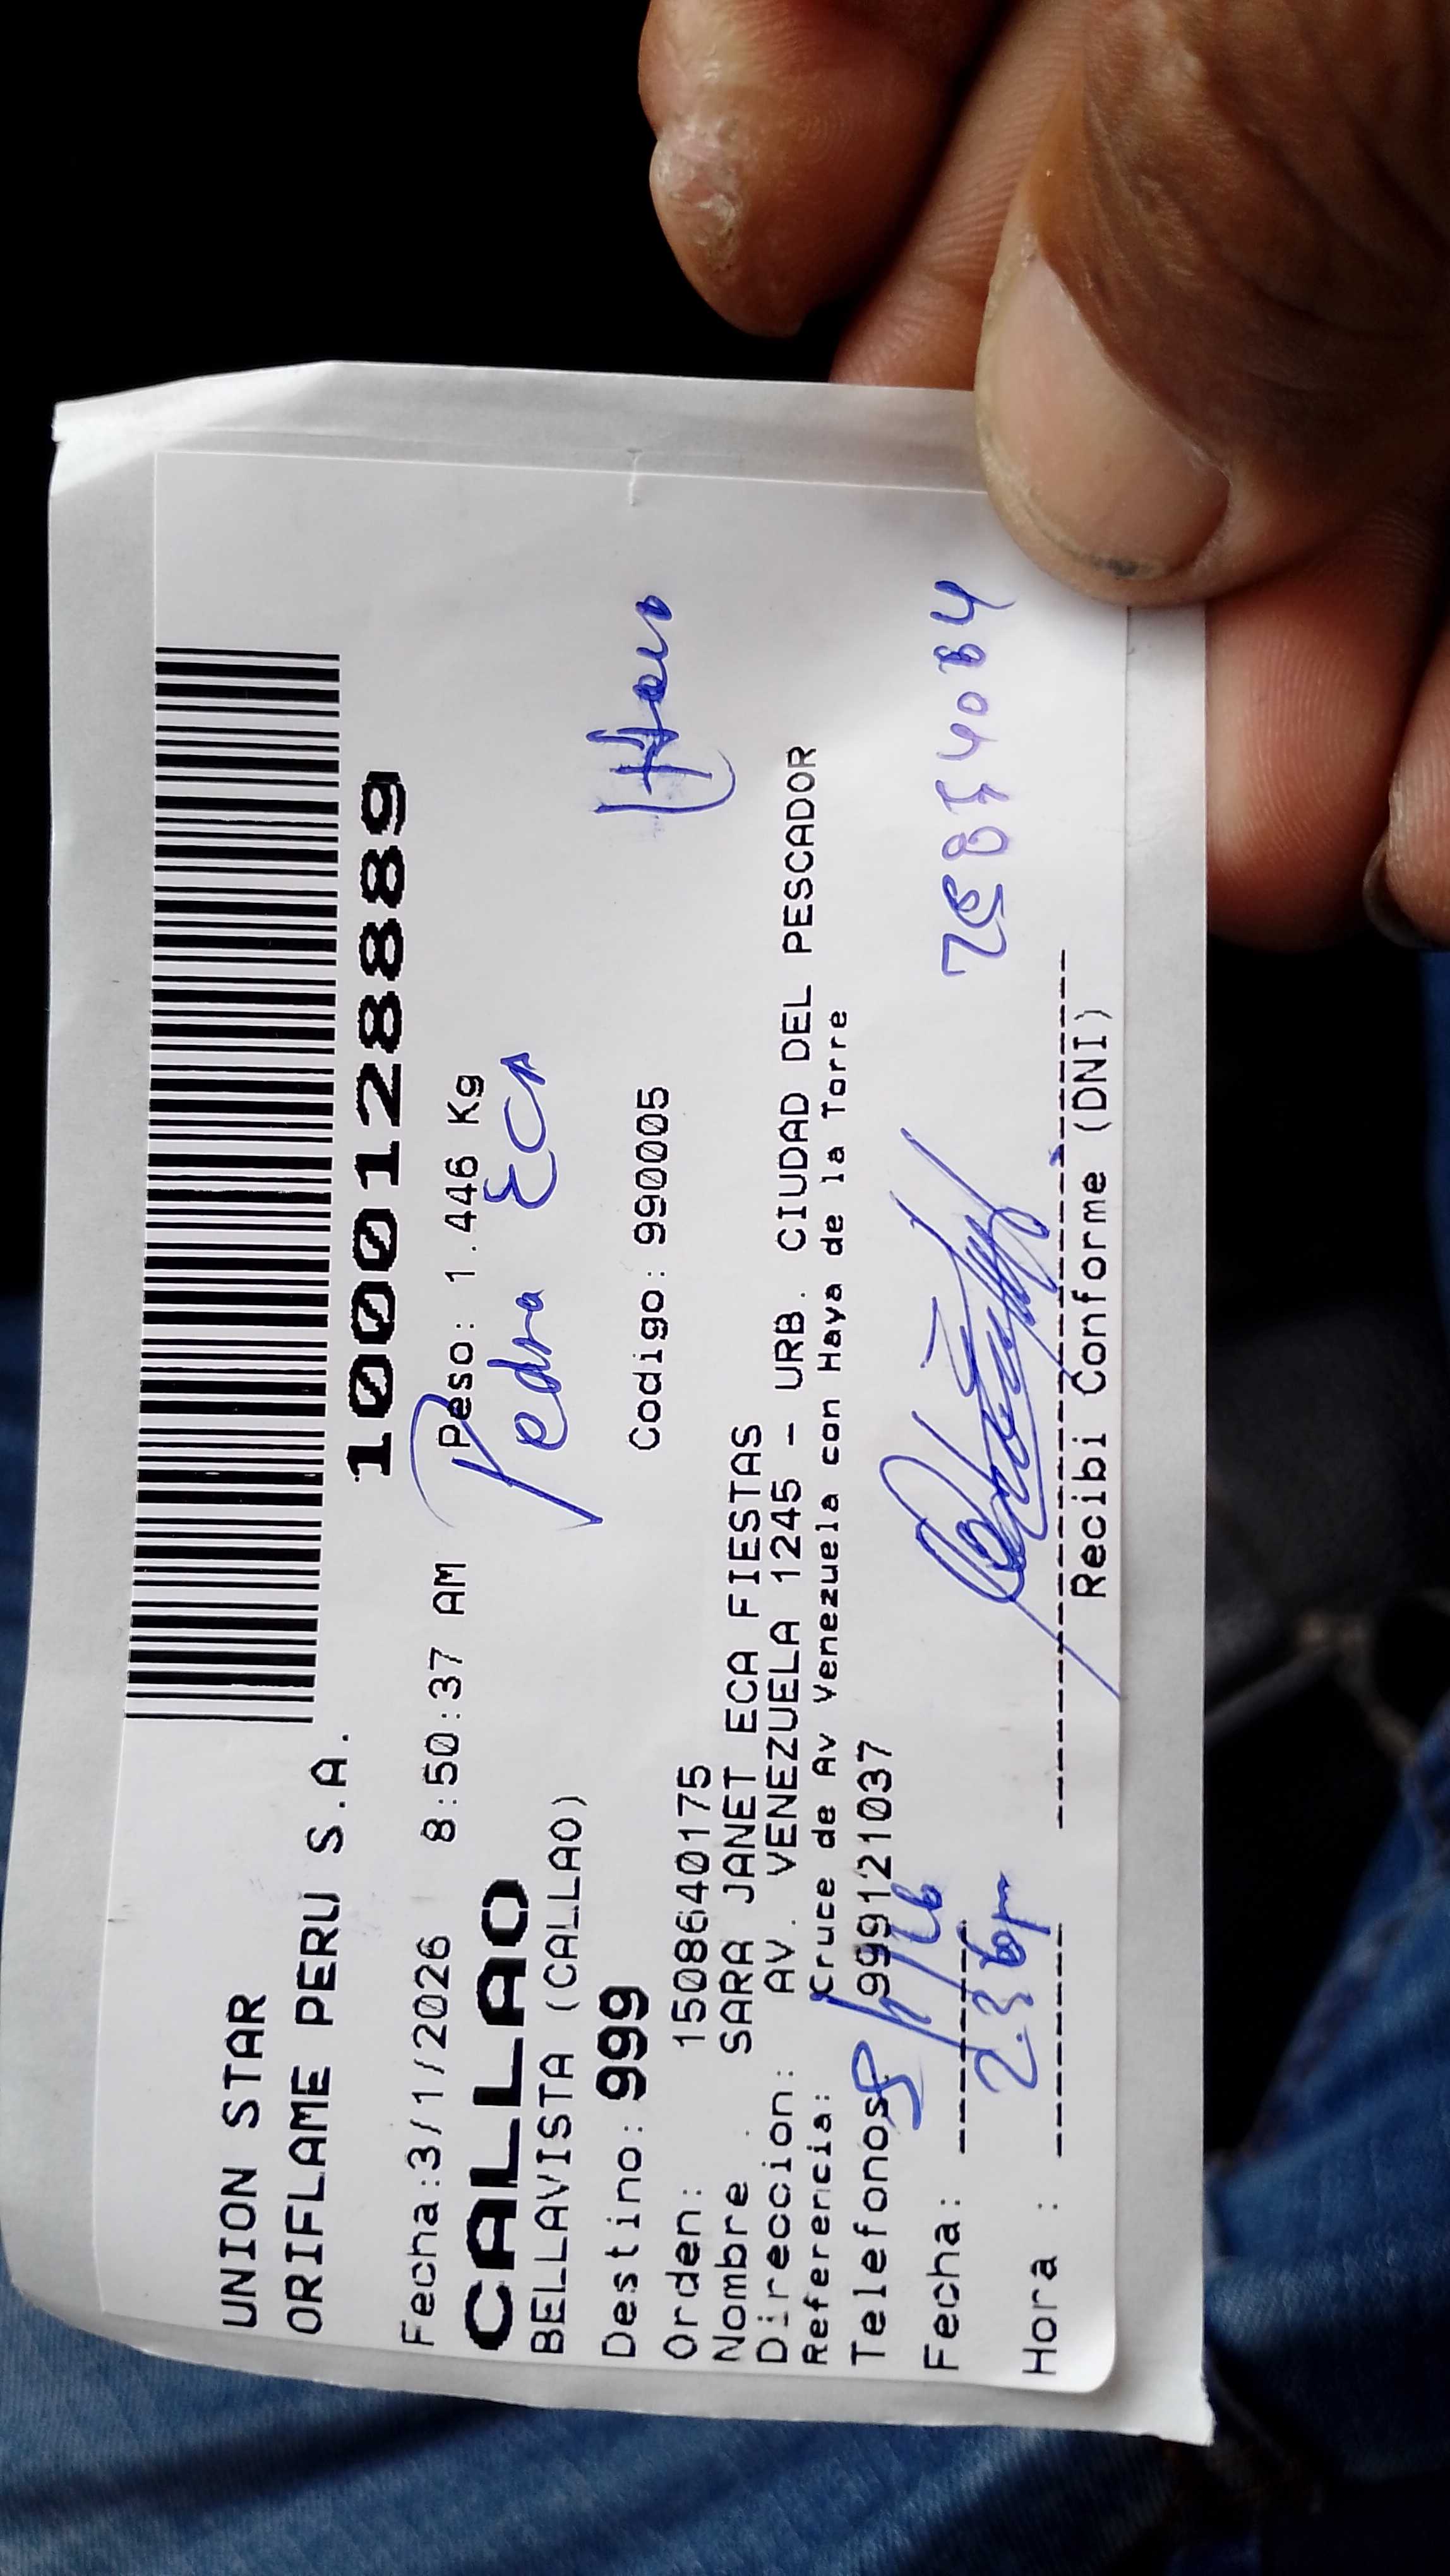 UNION STAR
ORIFLAME PERU S.A.
10012889
Fecha:3/1/2026 8:50:37 AM Peso: 1.446 Kg
CALLAO
Pedro ECA
BELLAVISTA (CALLAO)
Destino: 999 Codigo: 990005
Orden: 1508640175
Nombre : SARA JANET ECA FIESTAS
Direccion: AV. VENEZUELA 1245 - URB. CIUDAD DEL PESCADOR
Referencia: Cruce de Av Venezuela con Haya de la Torre
Telefonos: 999121037
Fecha:
Hora :
Recibi Conforme (DNI)